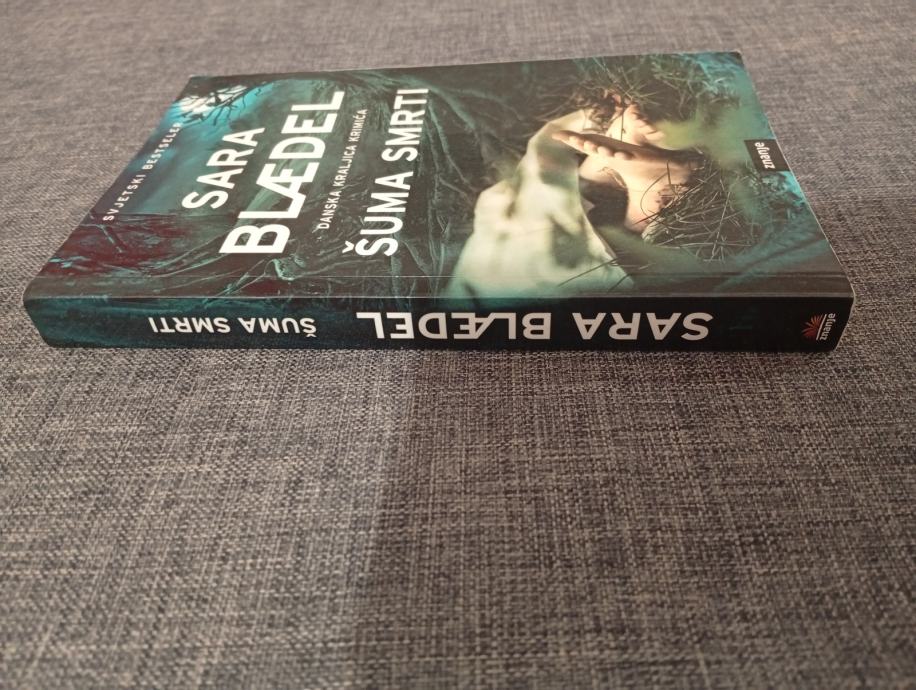 SVJETSKI BESTSELER
SARA
BLÆDEL
DANSKA KRALJICA KRIMIĆA
ŠUMA SMRTI
znanje
SARA BLÆDEL
ŠUMA SMRTI
znanje